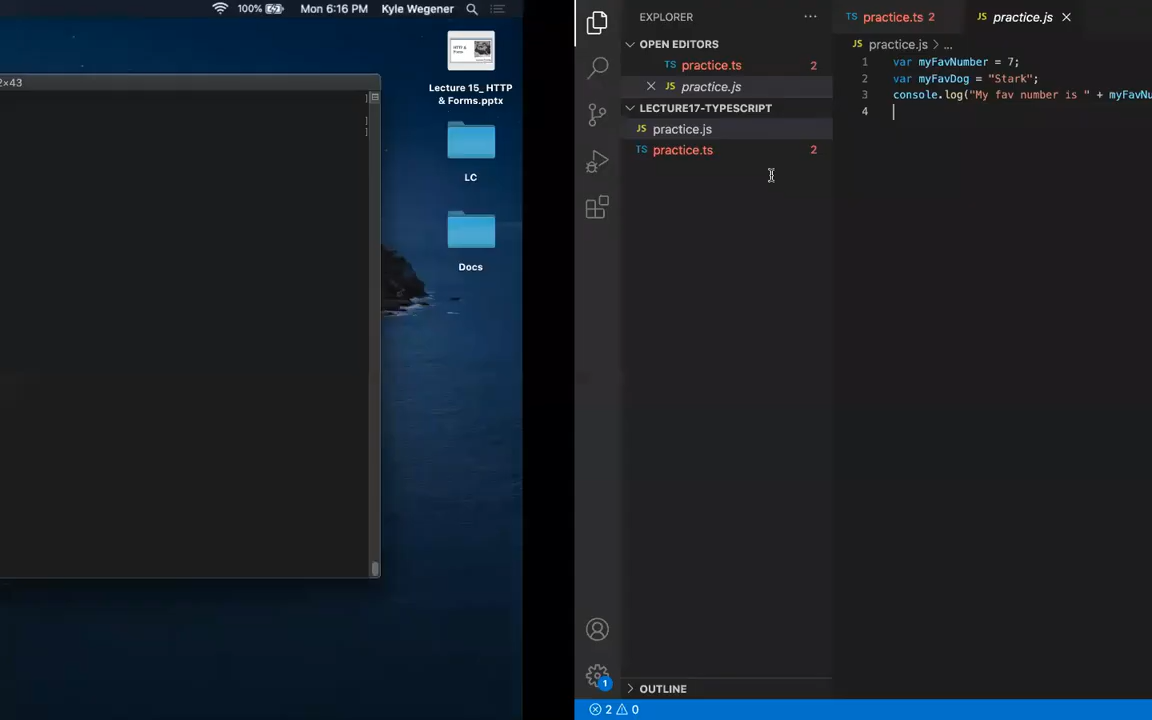 100% Mon 6:16 PM Kyle Wegener
2×43
Lecture 15_ HTTP
& Forms.pptx
LC
Docs
EXPLORER ...
OPEN EDITORS
TS practice.ts 2
JS practice.js
LECTURE17-TYPESCRIPT
JS practice.js
TS practice.ts 2
OUTLINE
1
2 0
TS practice.ts 2 JS practice.js
JS practice.js > ...
1 var myFavNumber = 7;
2 var myFavDog = "Stark";
3 console.log("My fav number is " + myFavNu
4